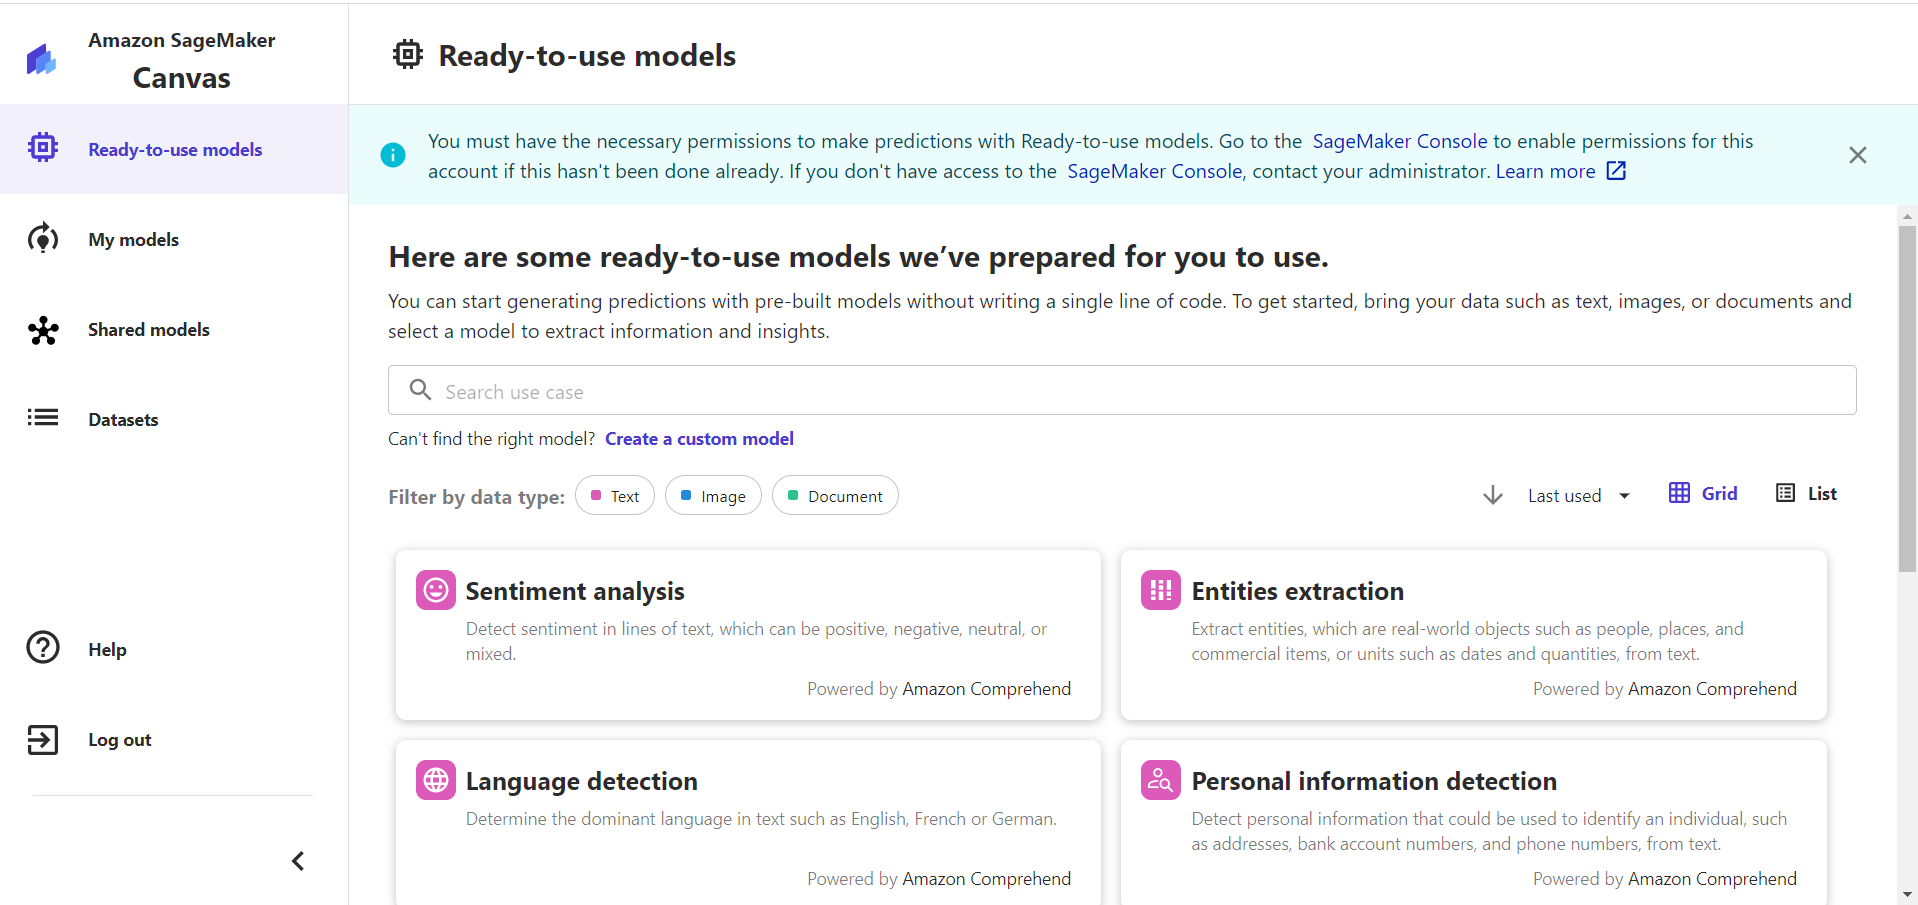 Amazon SageMaker
Canvas
Ready-to-use models
My models
Shared models
Datasets
Help
Log out
Ready-to-use models
You must have the necessary permissions to make predictions with Ready-to-use models. Go to the SageMaker Console to enable permissions for this
account if this hasn't been done already. If you don't have access to the SageMaker Console, contact your administrator. Learn more
Here are some ready-to-use models we’ve prepared for you to use.
You can start generating predictions with pre-built models without writing a single line of code. To get started, bring your data such as text, images, or documents and
select a model to extract information and insights.
Search use case
Can't find the right model? Create a custom model
Filter by data type: Text Image Document Last used Grid List
Sentiment analysis
Detect sentiment in lines of text, which can be positive, negative, neutral, or
mixed.
Powered by Amazon Comprehend
Entities extraction
Extract entities, which are real-world objects such as people, places, and
commercial items, or units such as dates and quantities, from text.
Powered by Amazon Comprehend
Language detection
Determine the dominant language in text such as English, French or German.
Powered by Amazon Comprehend
Personal information detection
Detect personal information that could be used to identify an individual, such
as addresses, bank account numbers, and phone numbers, from text.
Powered by Amazon Comprehend